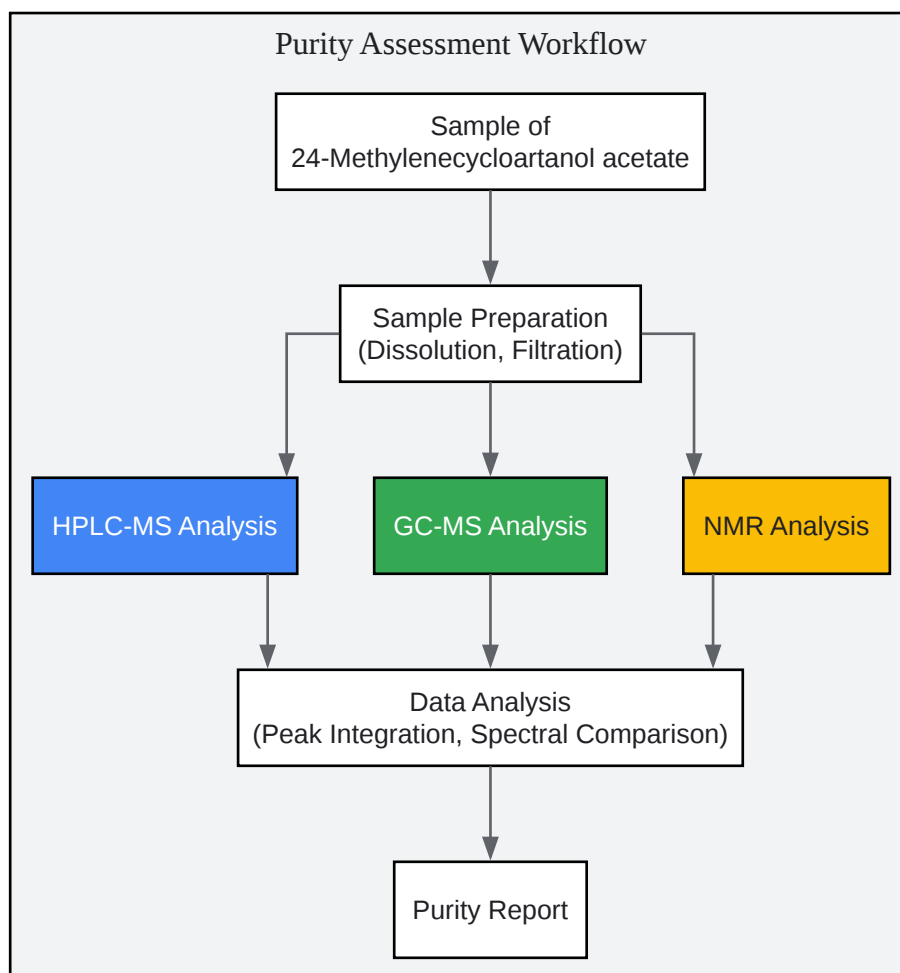 Purity Assessment Workflow
Sample of
24-Methylenecycloartanol acetate
Sample Preparation
(Dissolution, Filtration)
HPLC-MS Analysis
GC-MS Analysis
NMR Analysis
Data Analysis
(Peak Integration, Spectral Comparison)
Purity Report